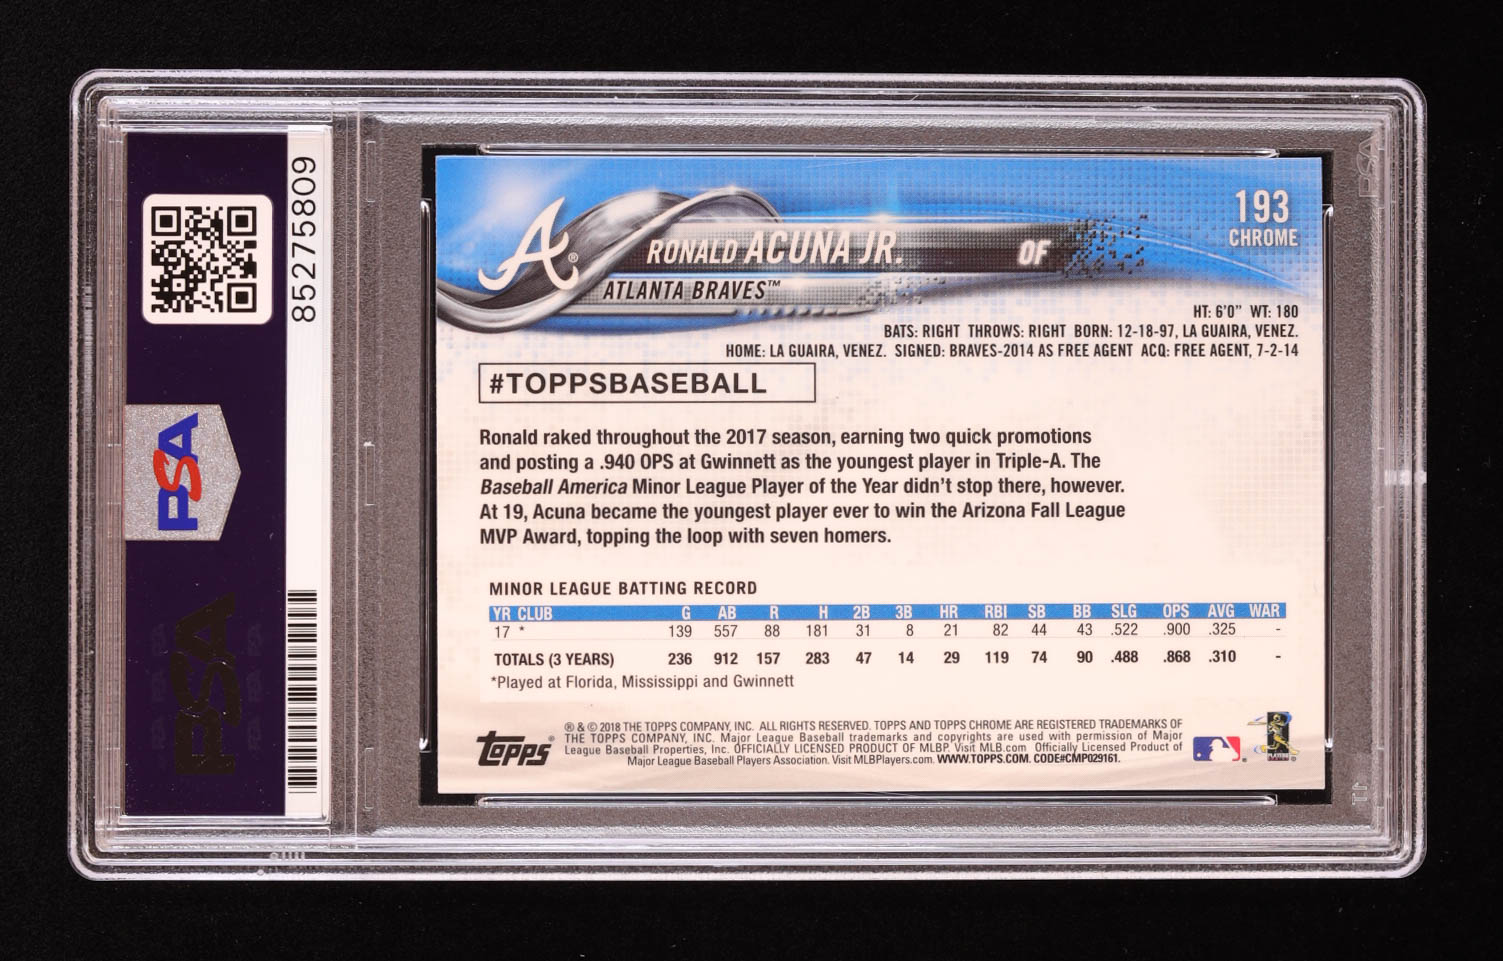 85275809
PSA
PSA
193
CHROME
A®
RONALD ACUÑA JR. OF
ATLANTA BRAVES™
HT: 6'0" WT: 180
BATS: RIGHT THROWS: RIGHT BORN: 12-18-97, LA GUAIRA, VENEZ.
HOME: LA GUAIRA, VENEZ. SIGNED: BRAVES-2014 AS FREE AGENT ACQ: FREE AGENT, 7-2-14
#TOPPSBASEBALL
Ronald raked throughout the 2017 season, earning two quick promotions
and posting a .940 OPS at Gwinnett as the youngest player in Triple-A. The
Baseball America Minor League Player of the Year didn't stop there, however.
At 19, Acuna became the youngest player ever to win the Arizona Fall League
MVP Award, topping the loop with seven homers.
MINOR LEAGUE BATTING RECORD
YR CLUB G AB R H 2B 3B HR RBI SB BB SLG OPS AVG WAR
17 * 139 557 88 181 31 8 21 82 44 43 .522 .900 .325 -
TOTALS (3 YEARS) 236 912 157 283 47 14 29 119 74 90 .488 .868 .310 -
*Played at Florida, Mississippi and Gwinnett
Topps®
® & © 2018 THE TOPPS COMPANY, INC. ALL RIGHTS RESERVED. TOPPS AND TOPPS CHROME ARE REGISTERED TRADEMARKS OF
THE TOPPS COMPANY, INC. Major League Baseball trademarks and copyrights are used with permission of Major
League Baseball Properties, Inc. OFFICIALLY LICENSED PRODUCT OF MLBP. Visit MLB.com Officially Licensed Product of
Major League Baseball Players Association. Visit MLBPlayers.com. WWW.TOPPS.COM. CODE#CMP029161.